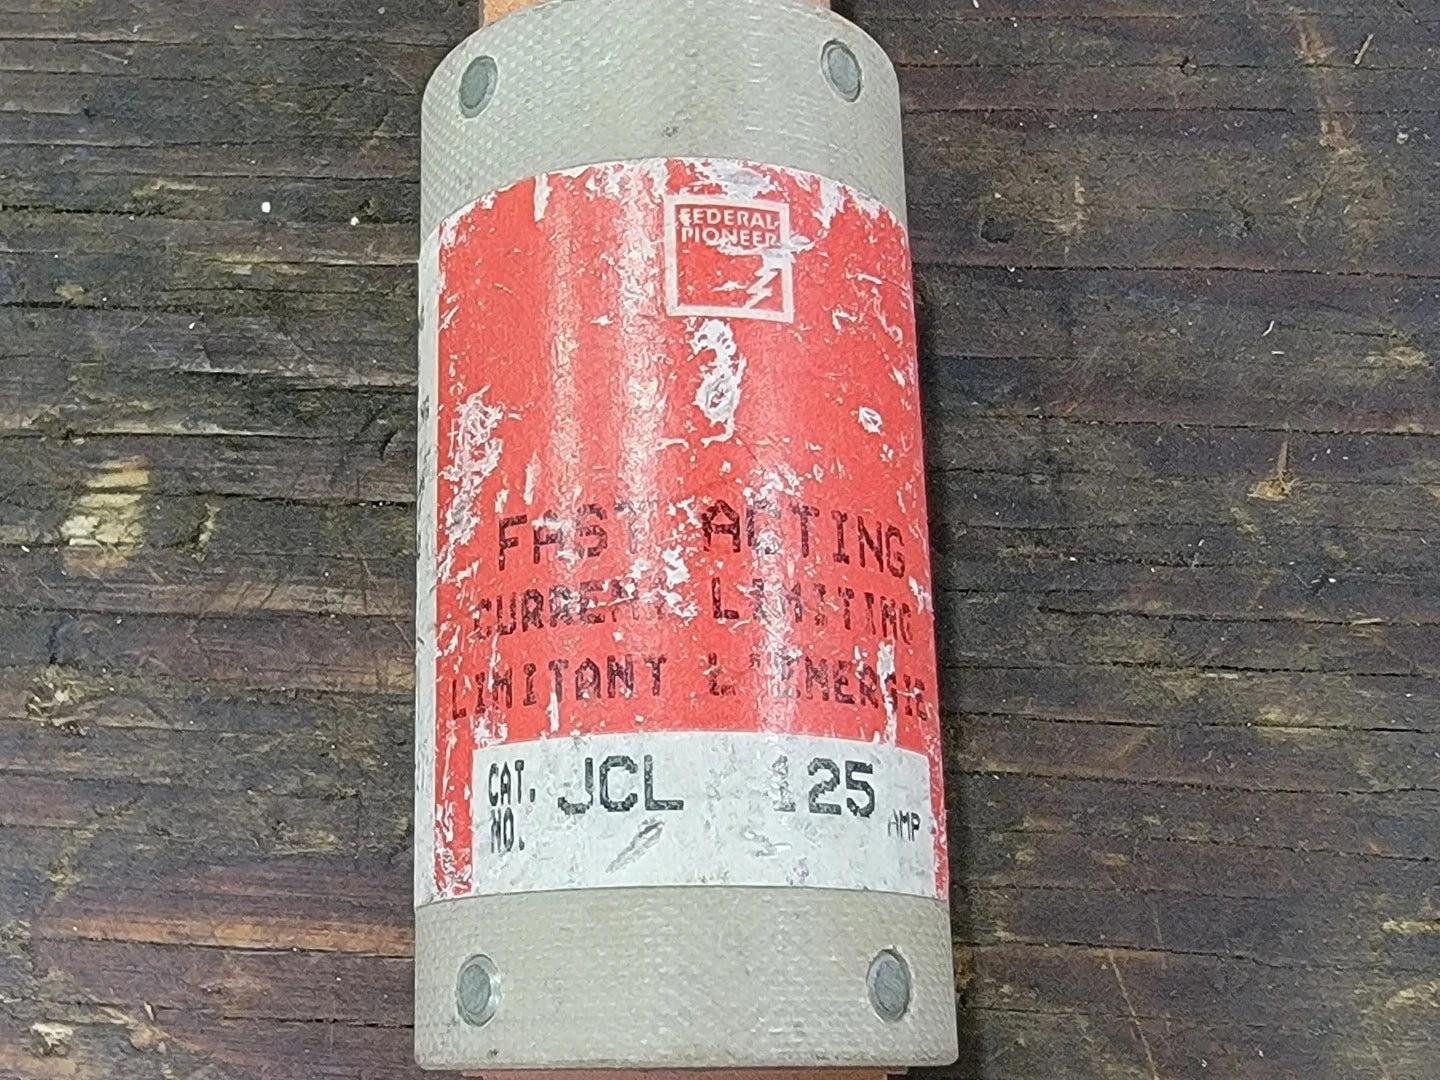 FEDERAL
PIONEER
FAST ACTING
CURRENT LIMITING
LIMITANT L'ENERGIE
CAT. NO. JCL 125 AMP